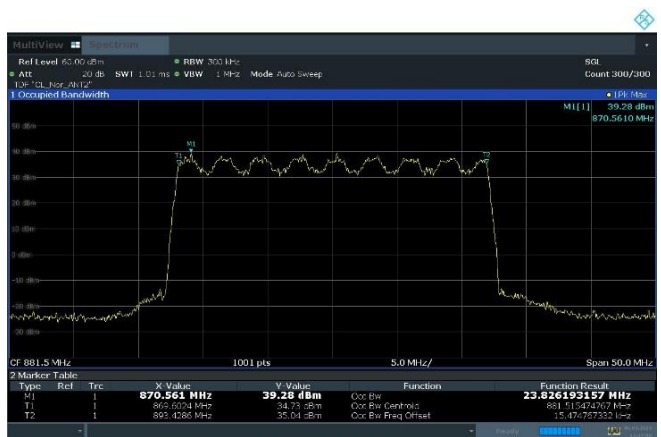 MultiView Spectrum
Ref Level 60.00 dBm RBW 300 kHz SGL
Att 20 dB SWT 1.01 ms VBW 1 MHz Mode Auto Sweep Count 300/300
TDF "CL_Nor_ANT2"
1 Occupied Bandwidth 1Pk Max
M1[1] 39.28 dBm
870.5610 MHz
50 dBm
M1
40 dBm
T1 T2
30 dBm
20 dBm
10 dBm
0 dBm
-10 dBm
-20 dBm
-30 dBm
CF 881.5 MHz 1001 pts 5.0 MHz/ Span 50.0 MHz
2 Marker Table
Type Ref Trc X-Value Y-Value Function Function Result
M1 1 870.561 MHz 39.28 dBm Occ Bw 23.826193157 MHz
T1 1 869.6024 MHz 34.73 dBm Occ Bw Centroid 881.515474767 MHz
T2 1 893.4286 MHz 35.04 dBm Occ Bw Freq Offset 15.474767332 kHz
Ready